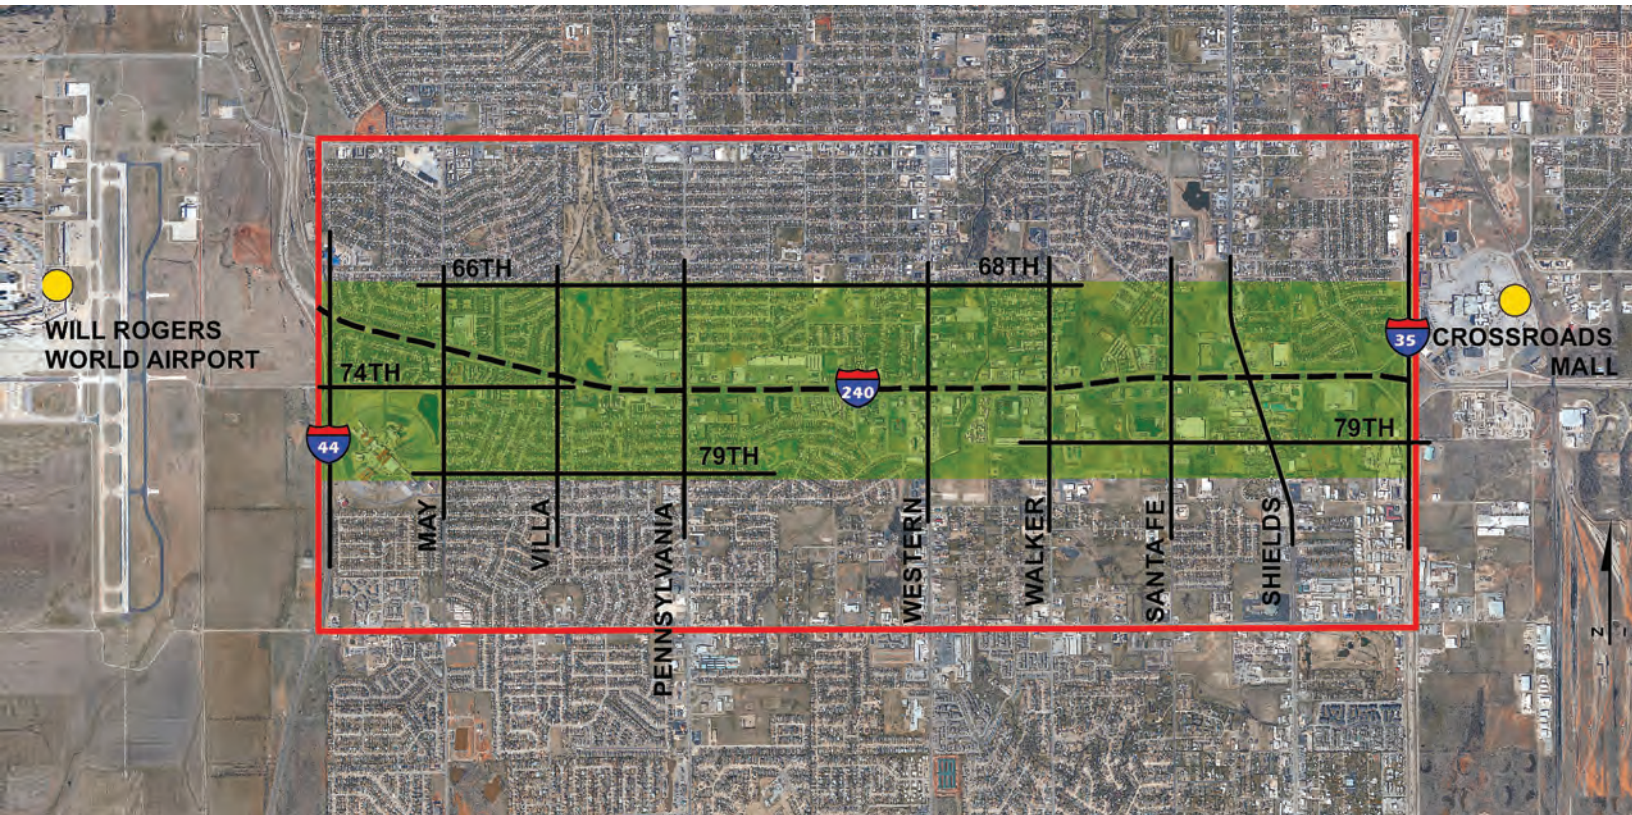 66TH
68TH
WILL ROGERS
WORLD AIRPORT
35
CROSSROADS
MALL
74TH
240
79TH
44
79TH
MAY
VILLA
PENNSYLVANIA
WESTERN
WALKER
SANTA FE
SHIELDS
N